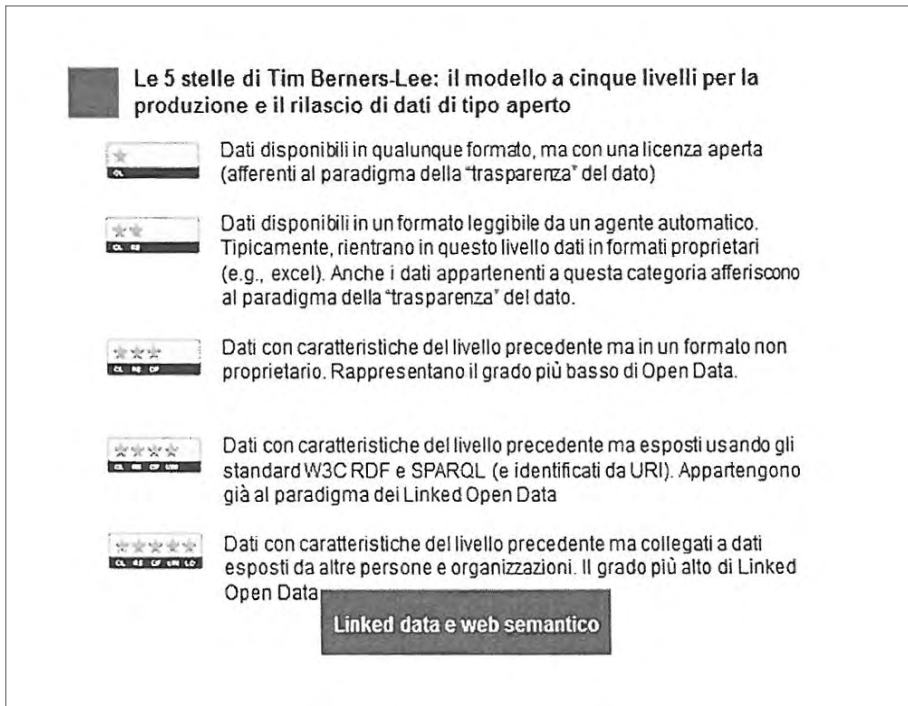 Le 5 stelle di Tim Berners-Lee: il modello a cinque livelli per la
produzione e il rilascio di dati di tipo aperto
Dati disponibili in qualunque formato, ma con una licenza aperta
(afferenti al paradigma della "trasparenza" del dato)
OL
Dati disponibili in un formato leggibile da un agente automatico.
Tipicamente, rientrano in questo livello dati in formati proprietari
(e.g., excel). Anche i dati appartenenti a questa categoria afferiscono
al paradigma della "trasparenza" del dato.
Dati con caratteristiche del livello precedente ma in un formato non
proprietario. Rappresentano il grado più basso di Open Data.
Dati con caratteristiche del livello precedente ma esposti usando gli
standard W3C RDF e SPARQL (e identificati da URI). Appartengono
già al paradigma dei Linked Open Data
Dati con caratteristiche del livello precedente ma collegati a dati
esposti da altre persone e organizzazioni. Il grado più alto di Linked
Open Data
Linked data e web semantico